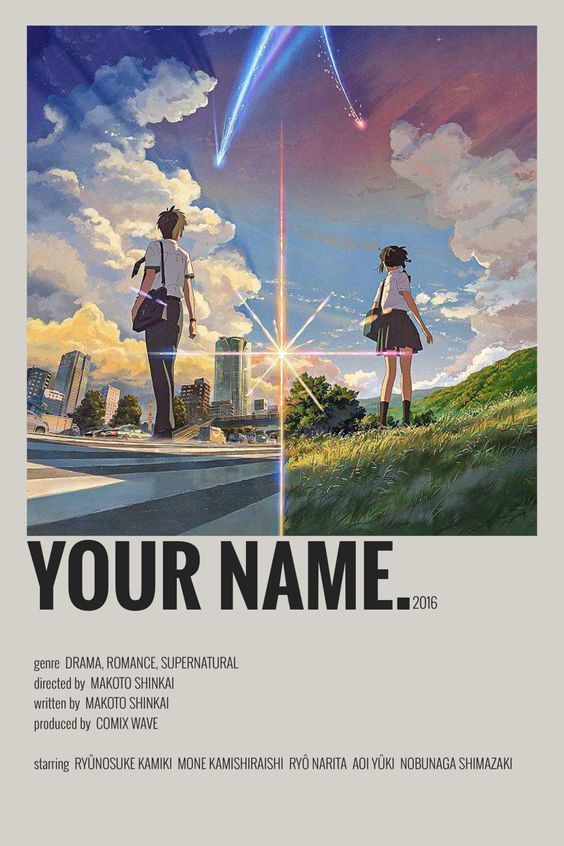 YOUR NAME. 2016
genre DRAMA, ROMANCE, SUPERNATURAL
directed by MAKOTO SHINKAI
written by MAKOTO SHINKAI
produced by COMIX WAVE
starring RYÛNOSUKE KAMIKI MONE KAMISHIRAISHI RYÔ NARITA AOI YÛKI NOBUNAGA SHIMAZAKI